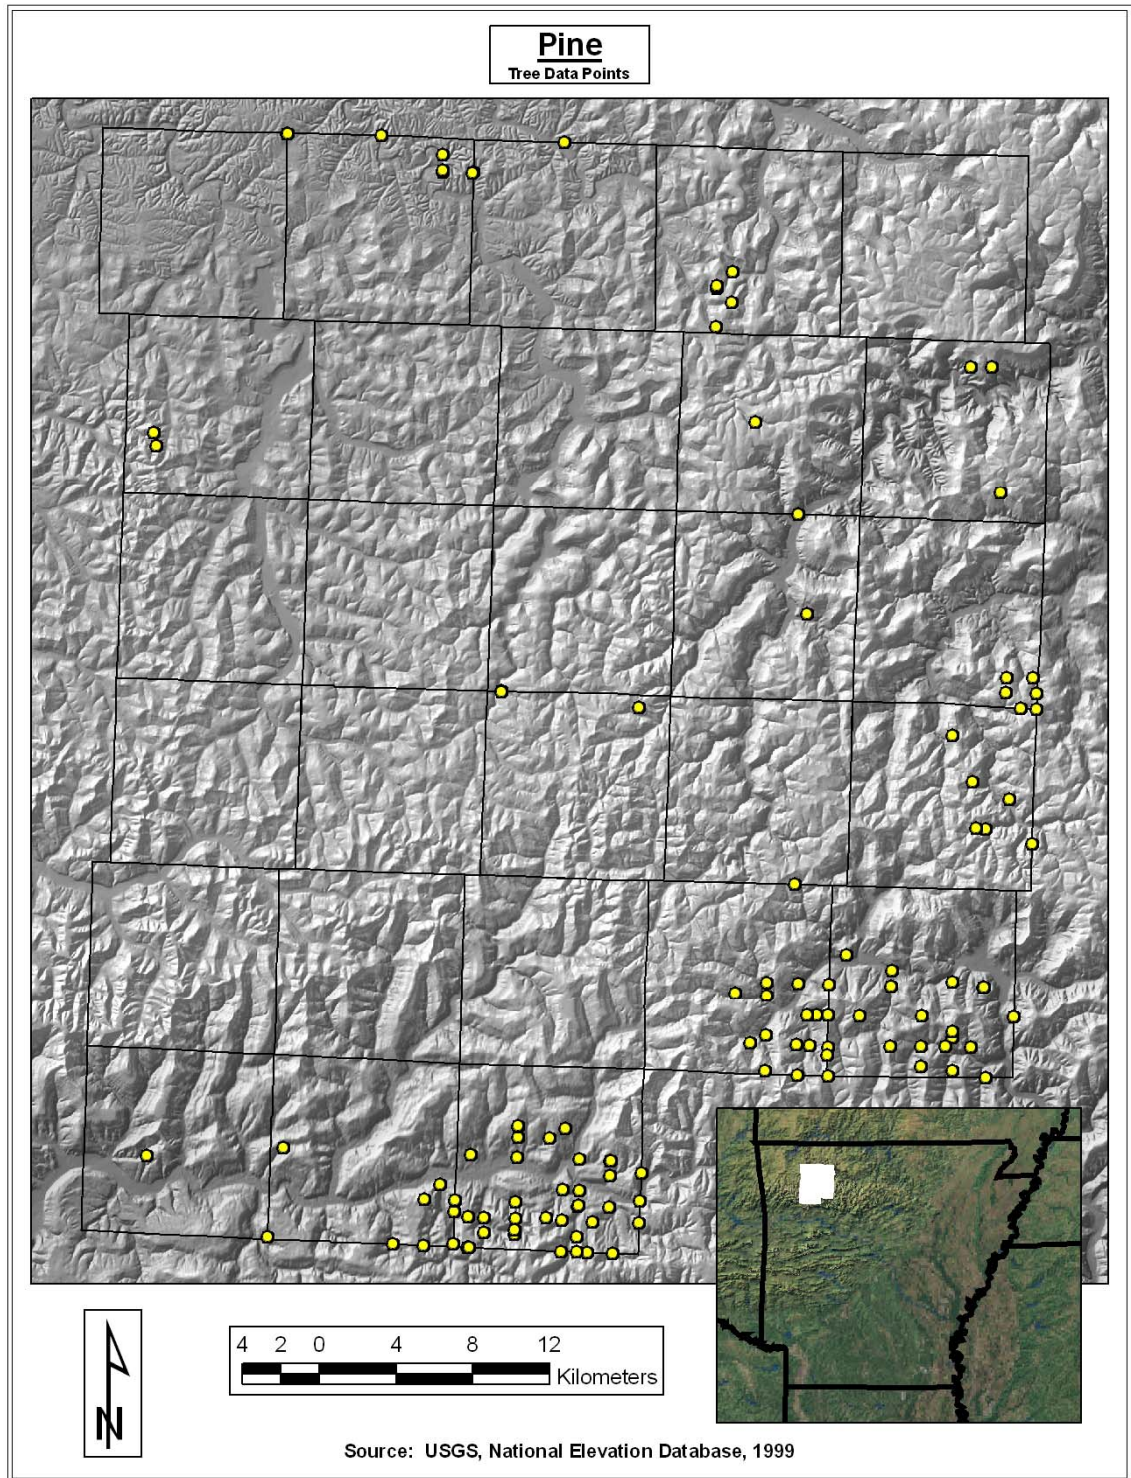 Pine
Tree Data Points
4 2 0 4 8 12
Kilometers
N
Source: USGS, National Elevation Database, 1999